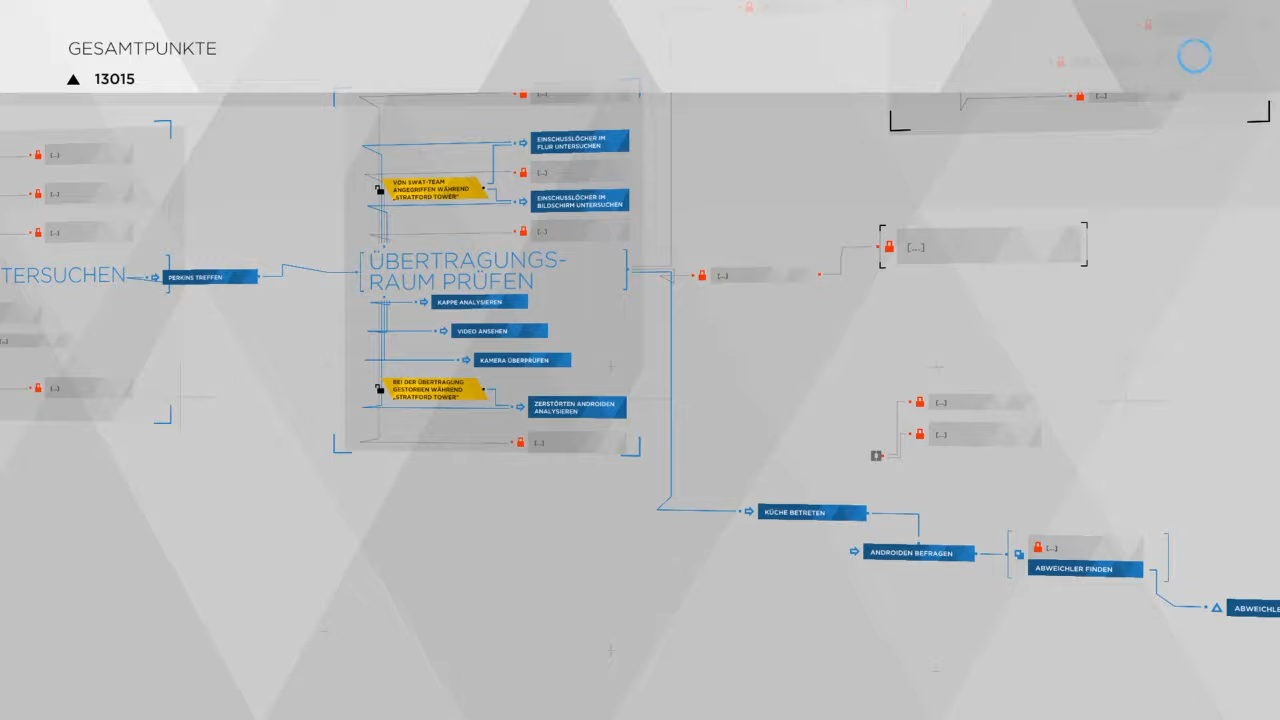 GESAMTPUNKTE
13015
[...]
[...]
EINSCHUSSLÖCHER IM
FLUR UNTERSUCHEN
[...]
[...]
VON SWAT-TEAM
ANGEGRIFFEN WÄHREND
„STRATFORD TOWER"
[...]
EINSCHUSSLÖCHER IM
BILDSCHIRM UNTERSUCHEN
[...]
[...]
[...]
[...]
TERSUCHEN
PERKINS TREFFEN
ÜBERTRAGUNGS-
RAUM PRÜFEN
[...]
KAPPE ANALYSIEREN
VIDEO ANSEHEN
[...]
KAMERA ÜBERPRÜFEN
BEI DER ÜBERTRAGUNG
GESTORBEN WÄHREND
„STRATFORD TOWER"
[...]
ZERSTÖRTEN ANDROIDEN
ANALYSIEREN
[...]
[...]
[...]
KÜCHE BETRETEN
ANDROIDEN BEFRAGEN
[...]
ABWEICHLER FINDEN
ABWEICHLE